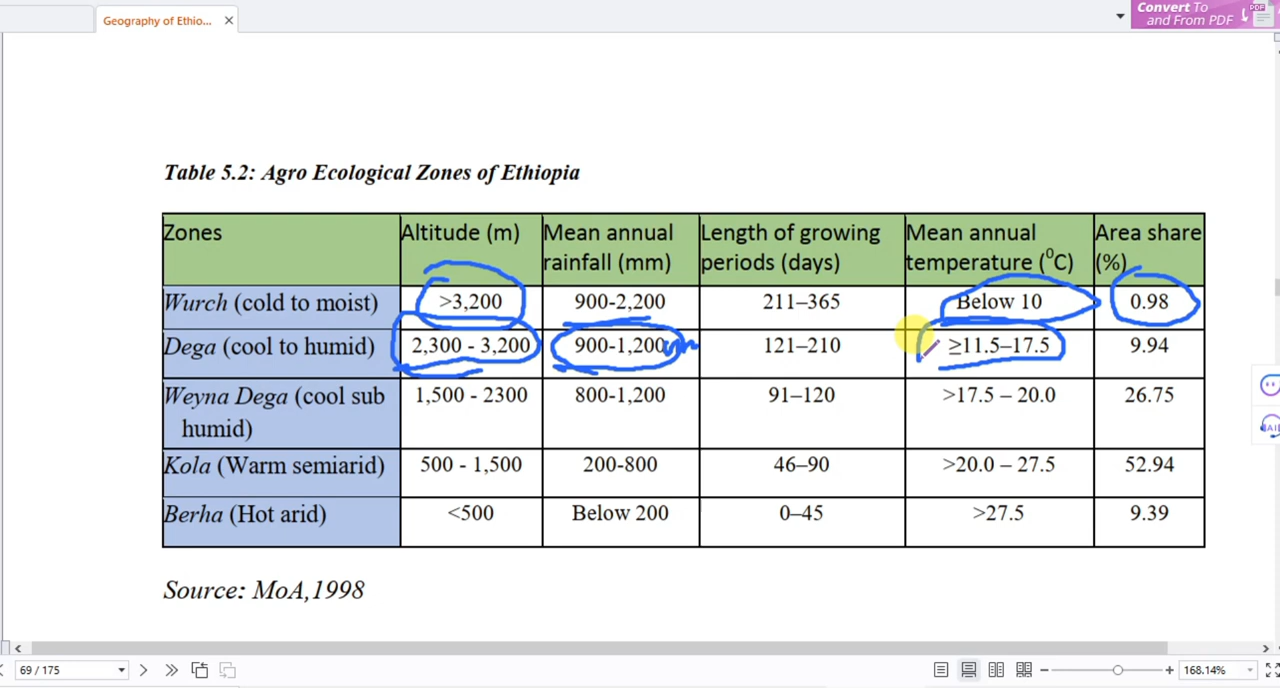 Geography of Ethio...
Convert To
and From PDF
PDF
Table 5.2: Agro Ecological Zones of Ethiopia
Zones Altitude (m) Mean annual rainfall (mm) Length of growing periods (days) Mean annual temperature (⁰C) Area share (%)
Wurch (cold to moist) >3,200 900-2,200 211–365 Below 10 0.98
Dega (cool to humid) 2,300 - 3,200 900-1,200 121–210 ≥11.5–17.5 9.94
Weyna Dega (cool sub humid) 1,500 - 2300 800-1,200 91–120 >17.5 – 20.0 26.75
Kola (Warm semiarid) 500 - 1,500 200-800 46–90 >20.0 – 27.5 52.94
Berha (Hot arid) <500 Below 200 0–45 >27.5 9.39
Source: MoA,1998
69 / 175
168.14%